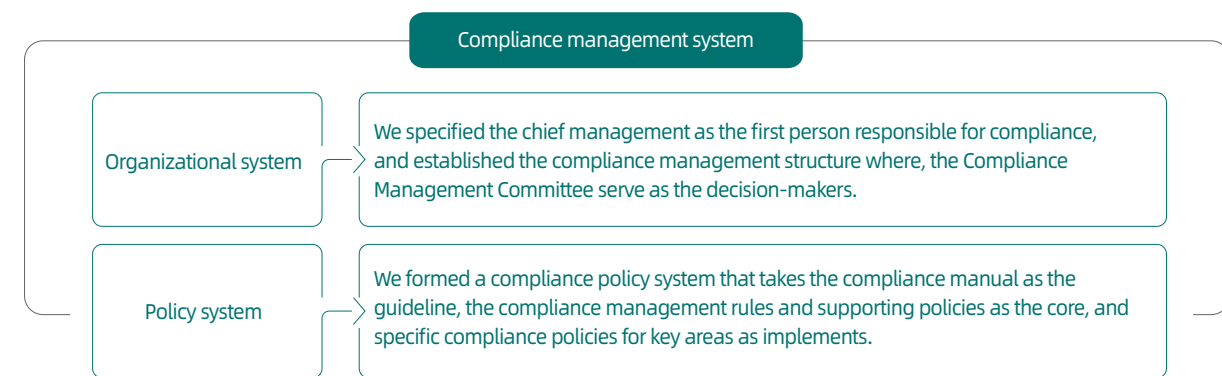 Compliance management system
Organizational system
We specified the chief management as the first person responsible for compliance,
and established the compliance management structure where, the Compliance
Management Committee serve as the decision-makers.
Policy system
We formed a compliance policy system that takes the compliance manual as the
guideline, the compliance management rules and supporting policies as the core, and
specific compliance policies for key areas as implements.